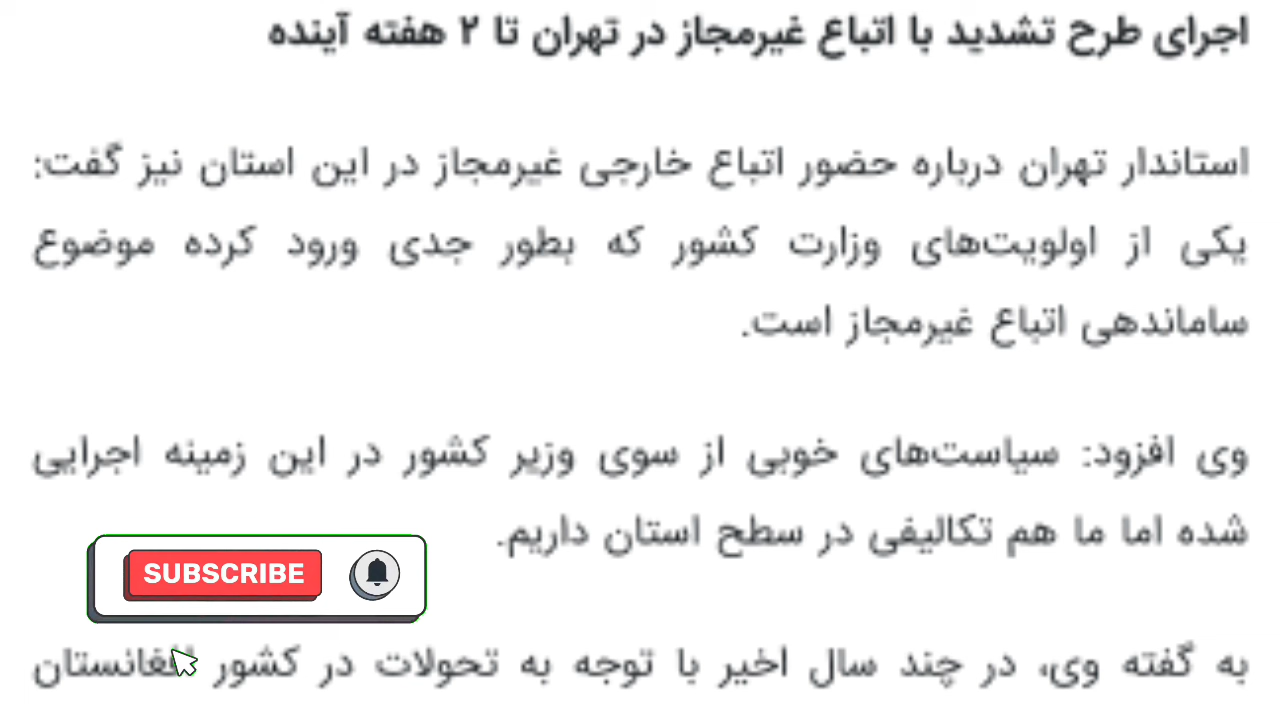 اجرای طرح تشدید با اتباع غیرمجاز در تهران تا ۲ هفته آینده
استاندار تهران درباره حضور اتباع خارجی غیرمجاز در این استان نیز گفت:
یکی از اولویت‌های وزارت کشور که بطور جدی ورود کرده موضوع
ساماندهی اتباع غیرمجاز است.
وی افزود: سیاست‌های خوبی از سوی وزیر کشور در این زمینه اجرایی
شده اما ما هم تکالیفی در سطح استان داریم.
SUBSCRIBE
به گفته وی، در چند سال اخیر با توجه به تحولات در کشور افغانستان